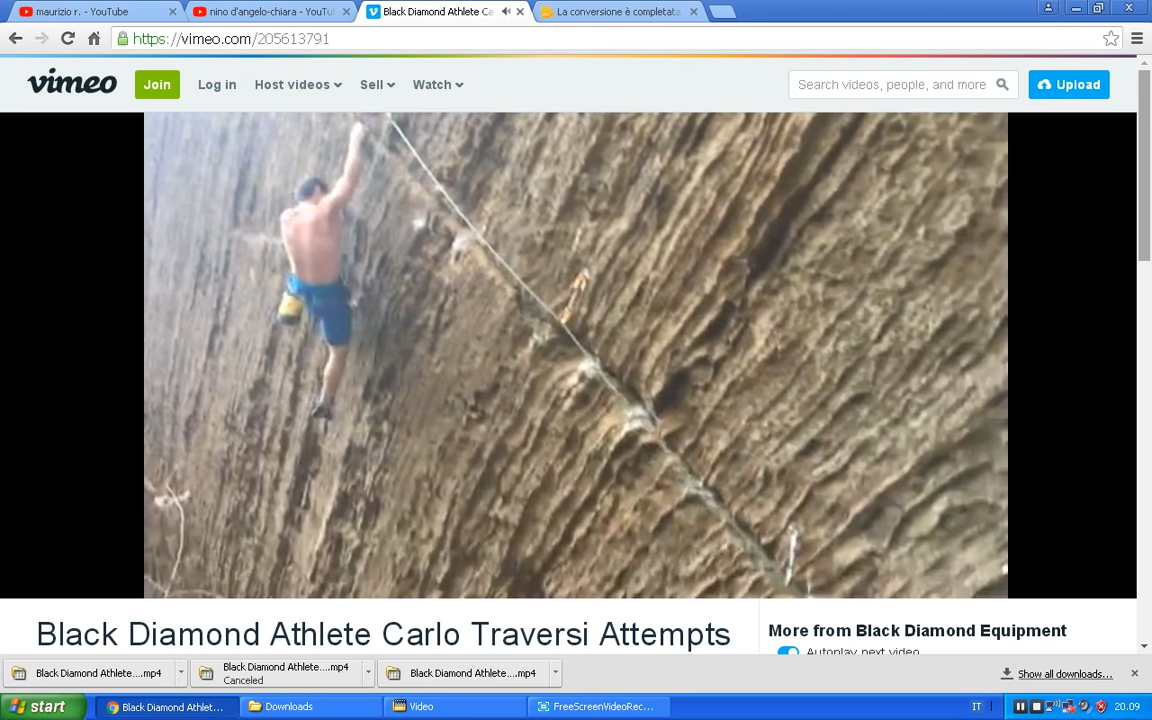 maurizio r. - YouTube
nino d'angelo-chiara - YouTu
Black Diamond Athlete Ca
La conversione è completata
https://vimeo.com/205613791
vimeo
Join
Log in
Host videos
Sell
Watch
Search videos, people, and more
Upload
Black Diamond Athlete Carlo Traversi Attempts
More from Black Diamond Equipment
Autoplay next video
Black Diamond Athlete....mp4
Black Diamond Athlete....mp4
Canceled
Black Diamond Athlete....mp4
Show all downloads...
start
Black Diamond Athlet...
Downloads
Video
FreeScreenVideoRec...
IT
20.09